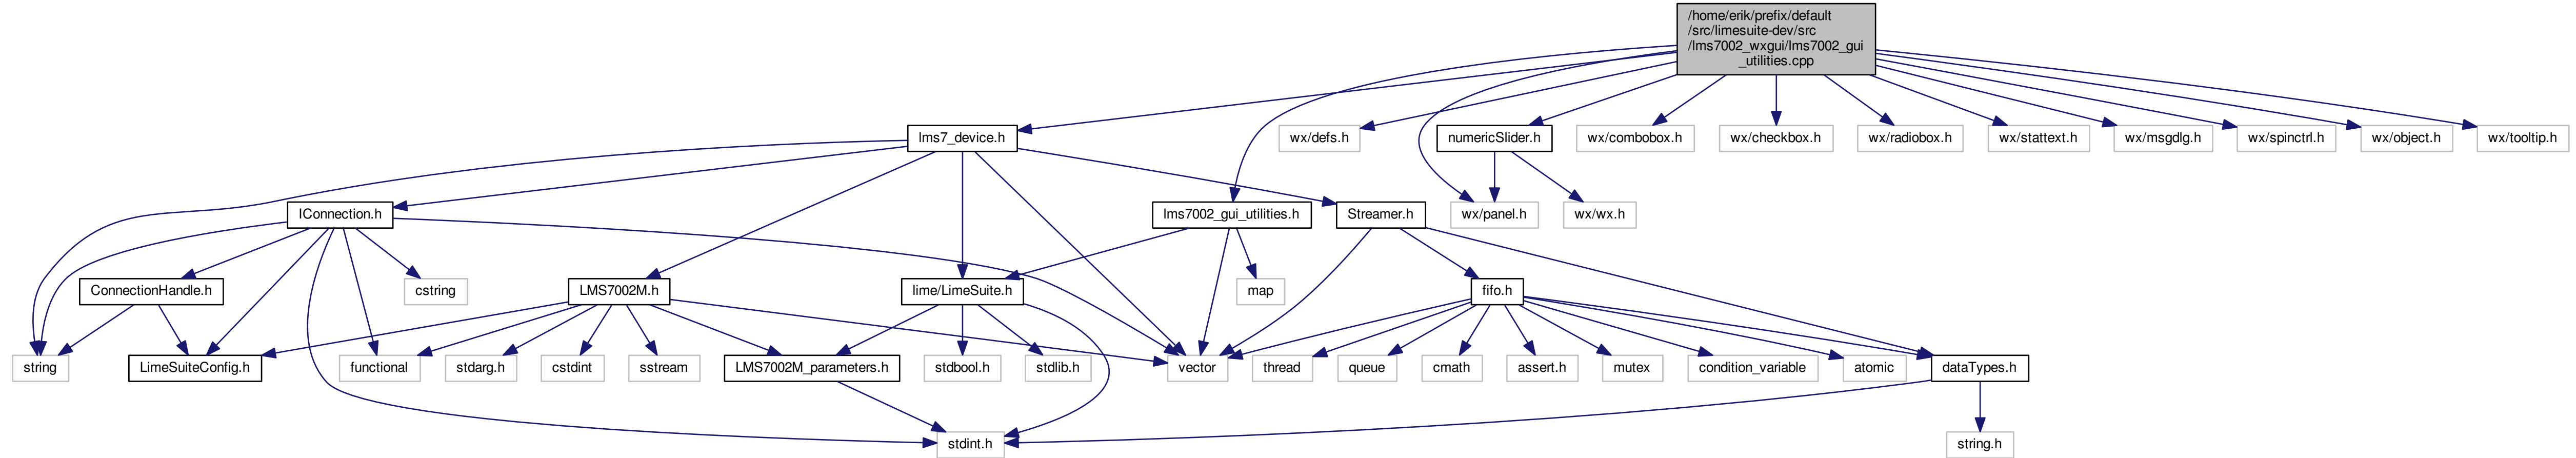 /home/erik/prefix/default
/src/limesuite-dev/src
/lms7002_wxgui/lms7002_gui
_utilities.cpp
lms7_device.h
wx/defs.h
numericSlider.h
wx/combobox.h
wx/checkbox.h
wx/radiobox.h
wx/stattext.h
wx/msgdlg.h
wx/spinctrl.h
wx/object.h
wx/tooltip.h
IConnection.h
lms7002_gui_utilities.h
Streamer.h
wx/panel.h
wx/wx.h
ConnectionHandle.h
cstring
LMS7002M.h
lime/LimeSuite.h
map
fifo.h
string
LimeSuiteConfig.h
functional
stdarg.h
cstdint
sstream
LMS7002M_parameters.h
stdbool.h
stdlib.h
vector
thread
queue
cmath
assert.h
mutex
condition_variable
atomic
dataTypes.h
stdint.h
string.h